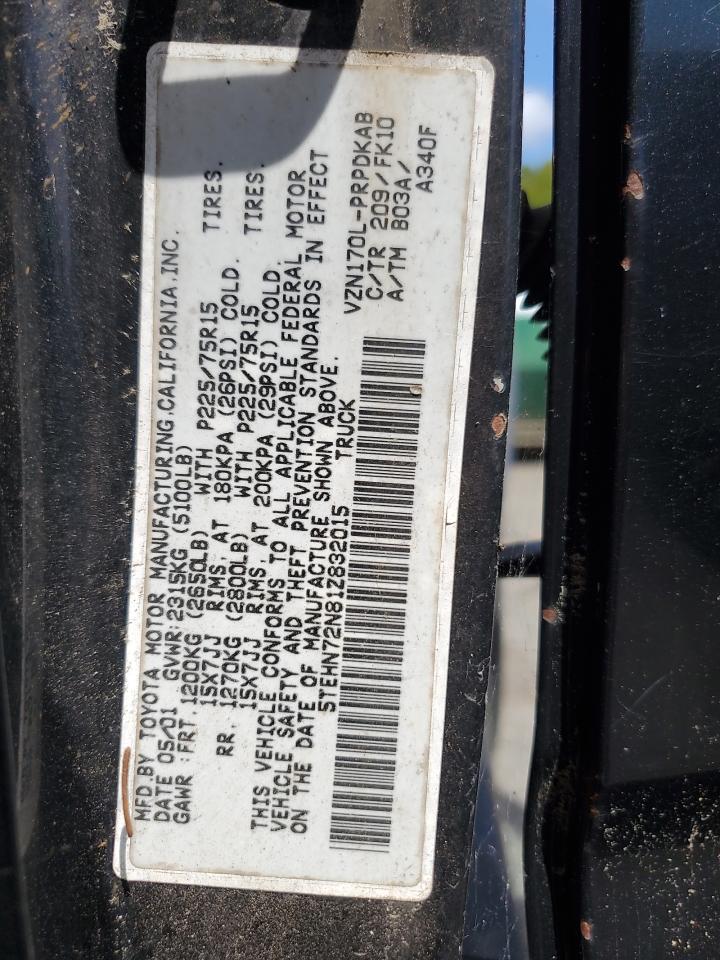 MFD.BY TOYOTA MOTOR MANUFACTURING,CALIFORNIA,INC.
DATE 05/01 GVWR:2315KG (5100LB)
GAWR :FRT.1200KG (2650LB) WITH P225/75R15 TIRES,
15X7JJ RIMS, AT 180KPA (26PSI) COLD.
RR. 1270KG (2800LB) WITH P225/75R15 TIRES,
15X7JJ RIMS, AT 200KPA (29PSI) COLD.
THIS VEHICLE CONFORMS TO ALL APPLICABLE FEDERAL MOTOR
VEHICLE SAFETY AND THEFT PREVENTION STANDARDS IN EFFECT
ON THE DATE OF MANUFACTURE SHOWN ABOVE.
5TEHN72N81Z832015 TRUCK
VZN170L-PRPDKAB
C/TR 209/FK10
A/TM B03A/
A340F